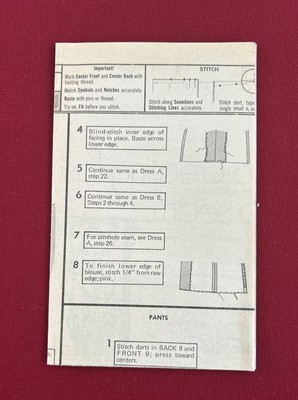 Important!
Mark Center Front and Center Back with
basting thread.
Match Symbols and Notches accurately.
Baste with pins or thread.
Try on. Fit before you stitch.
STITCH
Stitch along Seamlines and
Stitching Lines accurately.
Stitch dart, tape
single small
4
Blind-stitch inner edge of
facing in place. Baste across
lower edge.
5
Continue same as Dress A,
step 22.
6
Continue same as Dress B,
Steps 2 through 4.
7
For armhole seam, see Dress
A, step 26.
8
To finish lower edge of
blouse, stitch 1/4" from raw
edge; pink.
PANTS
1
Stitch darts in BACK 8 and
FRONT 9; press toward
centers.